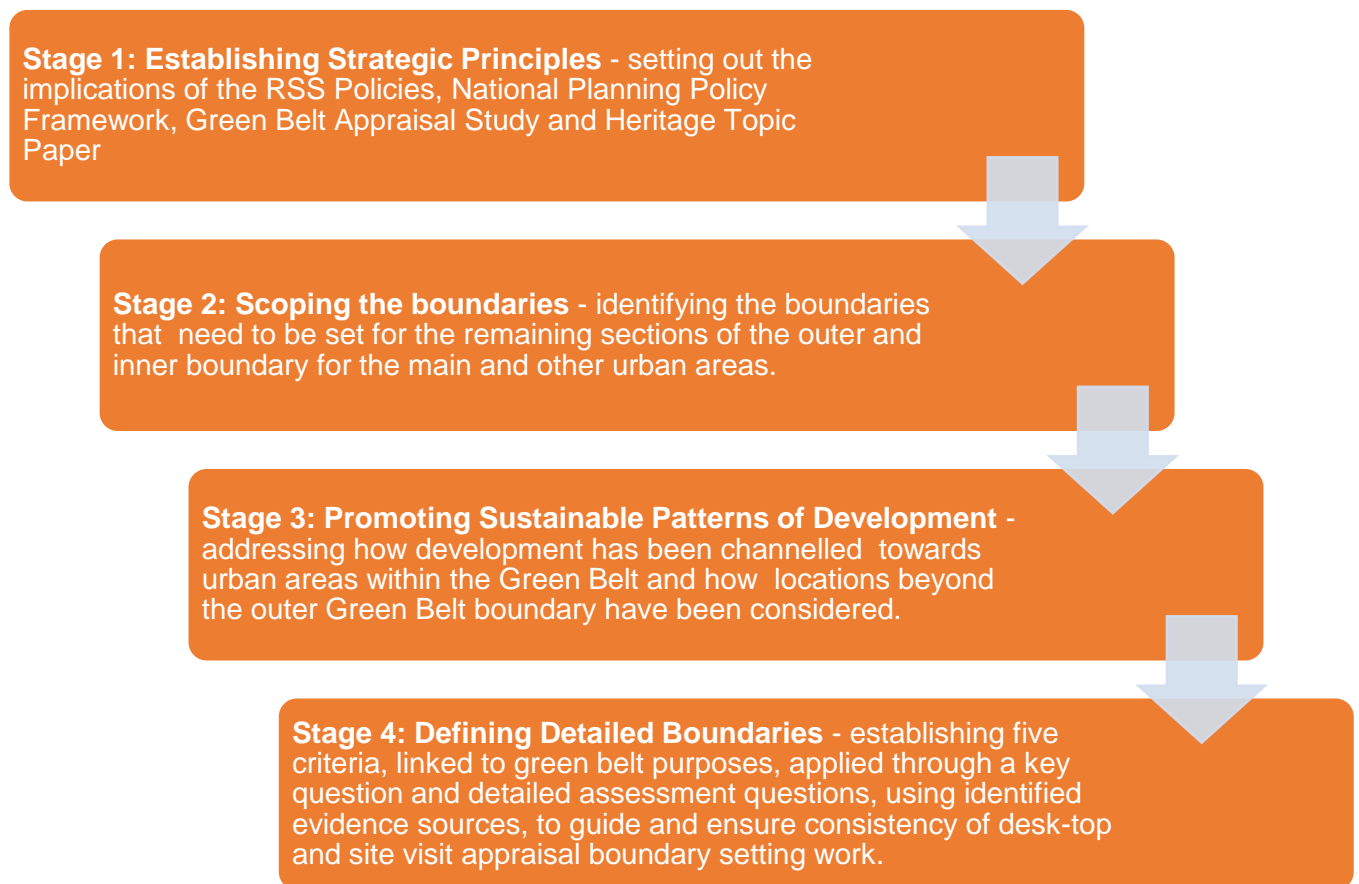 Stage 1: Establishing Strategic Principles - setting out the
implications of the RSS Policies, National Planning Policy
Framework, Green Belt Appraisal Study and Heritage Topic
Paper
Stage 2: Scoping the boundaries - identifying the boundaries
that need to be set for the remaining sections of the outer and
inner boundary for the main and other urban areas.
Stage 3: Promoting Sustainable Patterns of Development -
addressing how development has been channelled towards
urban areas within the Green Belt and how locations beyond
the outer Green Belt boundary have been considered.
Stage 4: Defining Detailed Boundaries - establishing five
criteria, linked to green belt purposes, applied through a key
question and detailed assessment questions, using identified
evidence sources, to guide and ensure consistency of desk-top
and site visit appraisal boundary setting work.